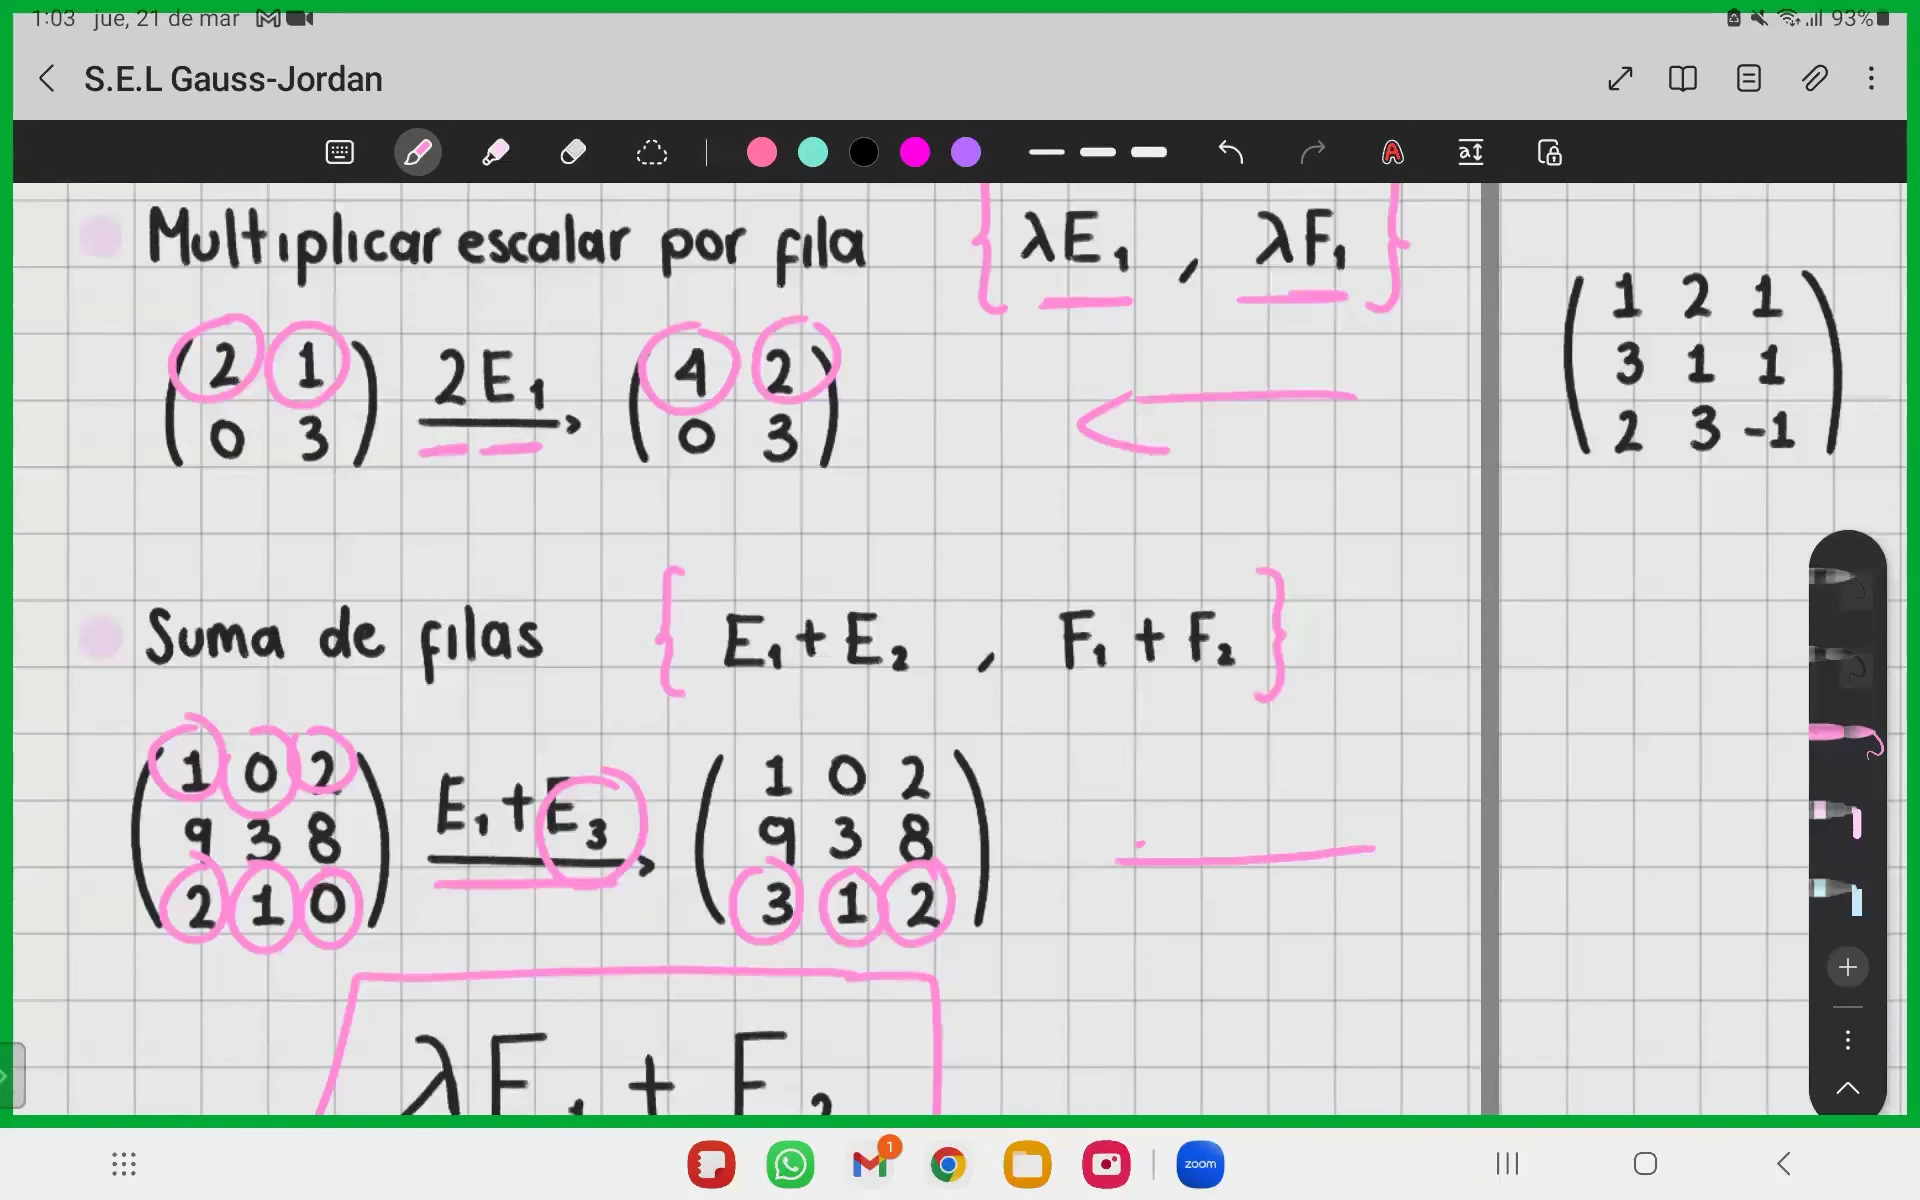 1:03 jue, 21 de mar
93%
S.E.L Gauss-Jordan
Multiplicar escalar por fila { λE₁ , λF₁ }
2 1
0 3
2E₁
4 2
0 3
Suma de filas { E₁ + E₂ , F₁ + F₂ }
1 0 2
9 3 8
2 1 0
E₁ + E₃
1 0 2
9 3 8
3 1 2
1 2 1
3 1 1
2 3 -1
1
zoom